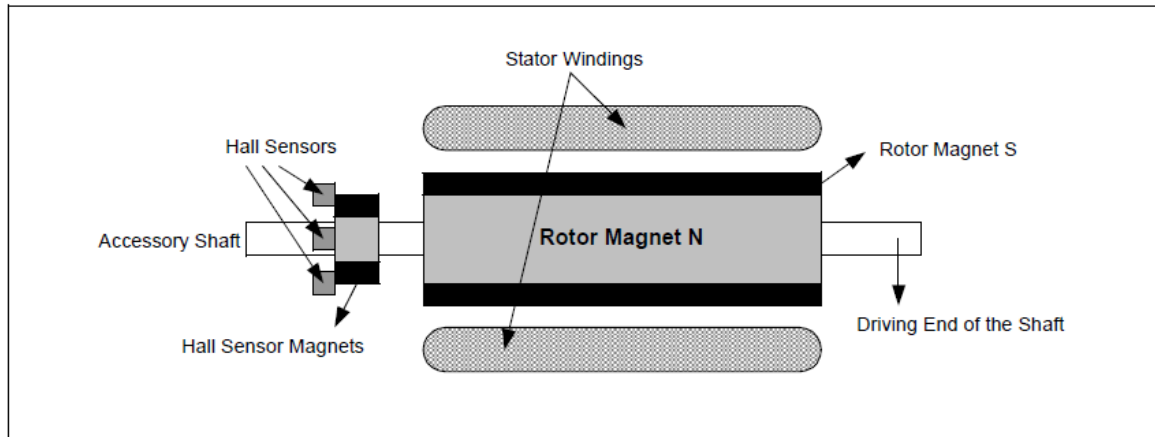 Stator Windings
Hall Sensors
Rotor Magnet S
Accessory Shaft
Rotor Magnet N
Driving End of the Shaft
Hall Sensor Magnets